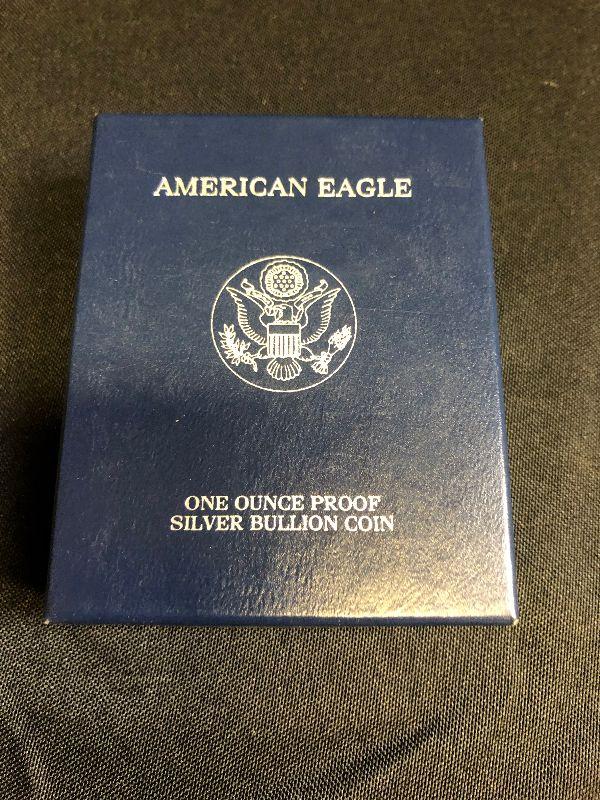 AMERICAN EAGLE
ONE OUNCE PROOF
SILVER BULLION COIN